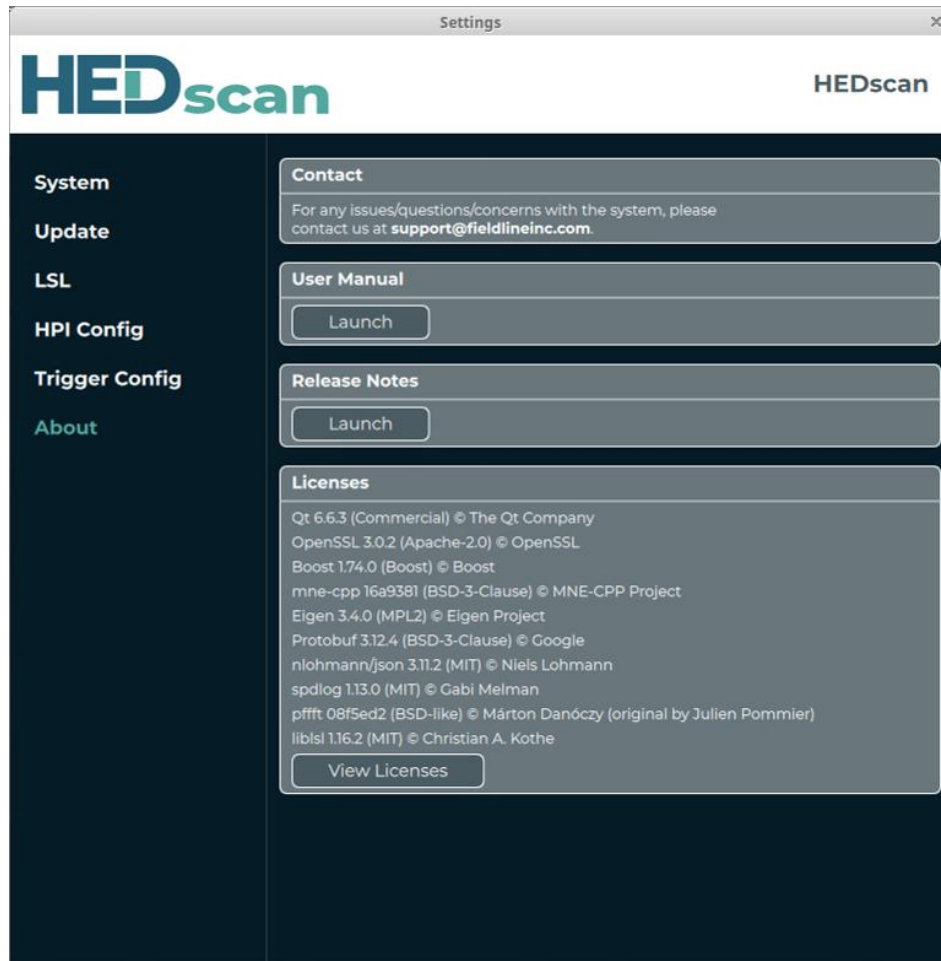 Settings
HEDscan
HEDscan
System
Update
LSL
HPI Config
Trigger Config
About
Contact
For any issues/questions/concerns with the system, please
contact us at support@fieldlineinc.com.
User Manual
Launch
Release Notes
Launch
Licenses
Qt 6.6.3 (Commercial) © The Qt Company
OpenSSL 3.0.2 (Apache-2.0) © OpenSSL
Boost 1.74.0 (Boost) © Boost
mne-cpp 16a9381 (BSD-3-Clause) © MNE-CPP Project
Eigen 3.4.0 (MPL2) © Eigen Project
Protobuf 3.12.4 (BSD-3-Clause) © Google
nlohmann/json 3.11.2 (MIT) © Niels Lohmann
spdlog 1.13.0 (MIT) © Gabi Melman
pffft 08f5ed2 (BSD-like) © Márton Danóczy (original by Julien Pommier)
liblsl 1.16.2 (MIT) © Christian A. Kothe
View Licenses